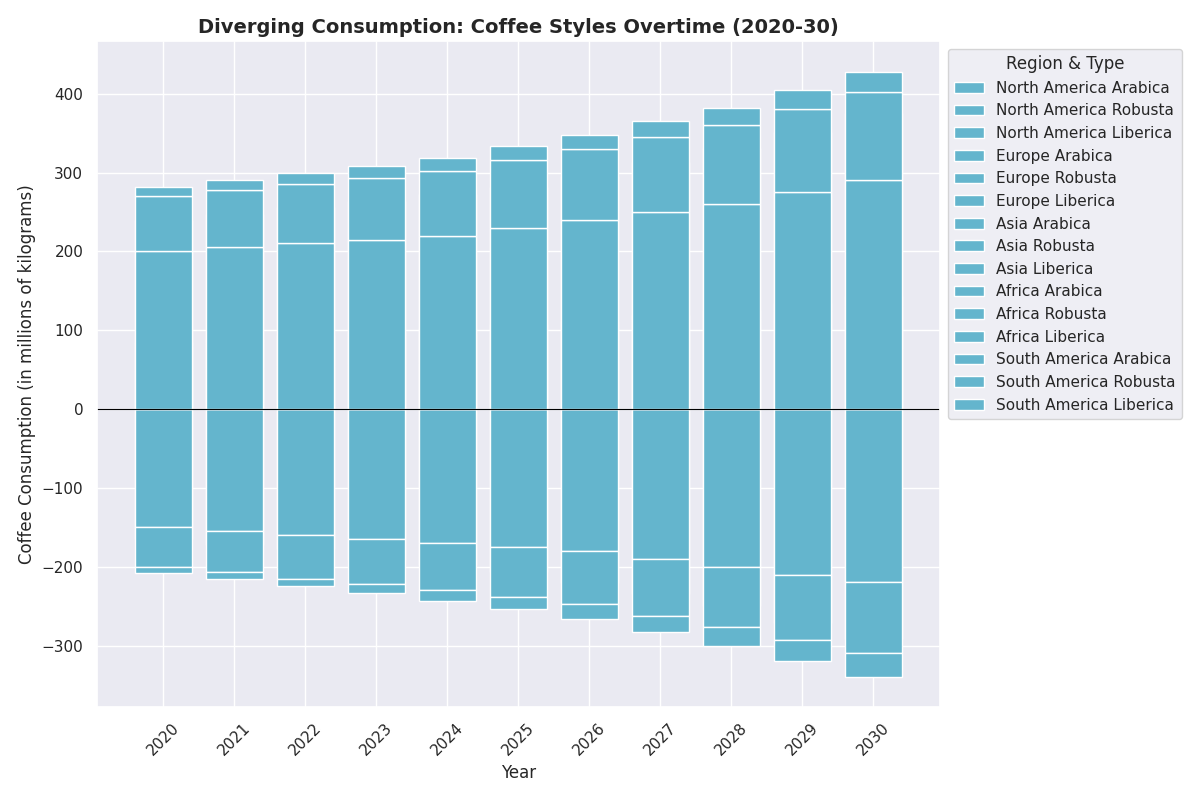 Diverging Consumption: Coffee Styles Overtime (2020-30)
Coffee Consumption (in millions of kilograms)
400
300
200
100
0
−100
−200
−300
2020
2021
2022
2023
2024
2025
2026
2027
2028
2029
2030
Year
Region & Type
North America Arabica
North America Robusta
North America Liberica
Europe Arabica
Europe Robusta
Europe Liberica
Asia Arabica
Asia Robusta
Asia Liberica
Africa Arabica
Africa Robusta
Africa Liberica
South America Arabica
South America Robusta
South America Liberica